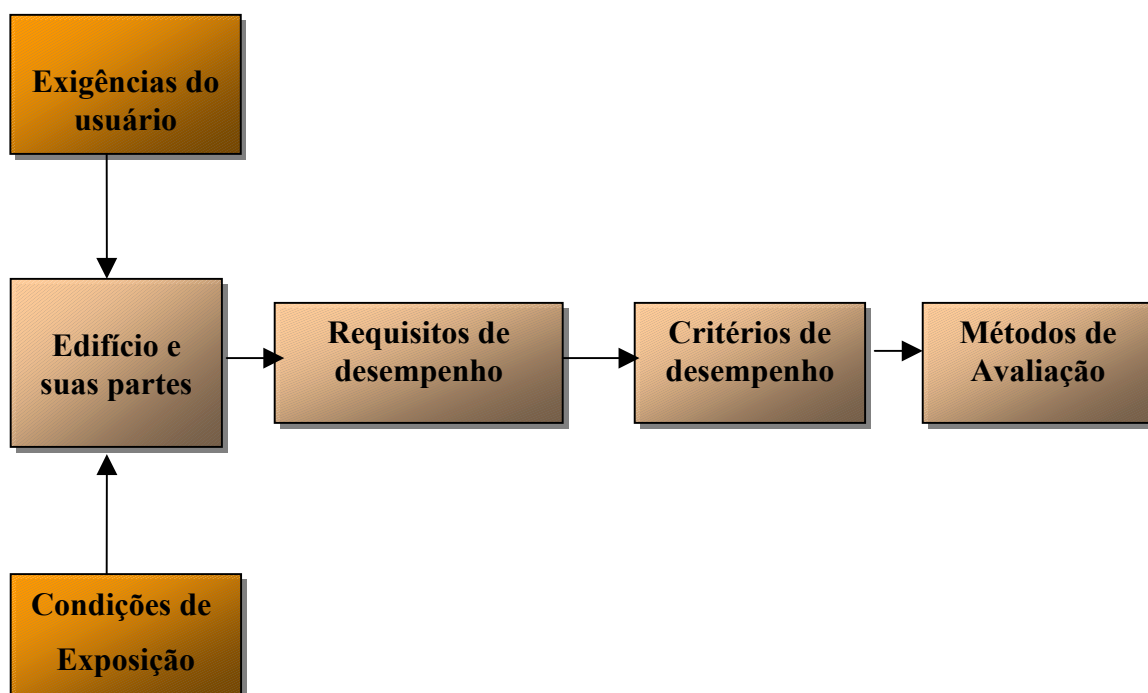 Exigências do
usuário
Edifício e
suas partes
Requisitos de
desempenho
Critérios de
desempenho
Métodos de
Avaliação
Condições de
Exposição